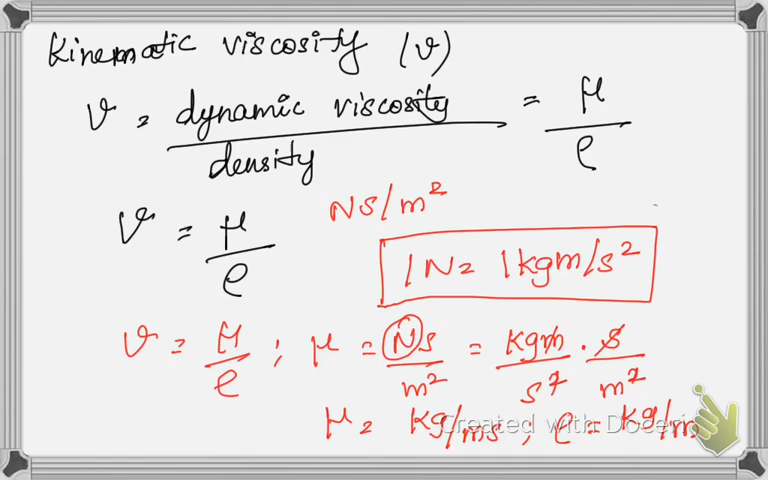 Kinematic viscosity (ν)
ν = dynamic viscosity / density = μ / ρ
Ns/m²
ν = μ / ρ
1N = 1kgm/s²
ν = μ / ρ ; μ = Ns / m² = kgm / s² · s / m²
μ = kg/ms , ρ = kg/m
Created with Doceri